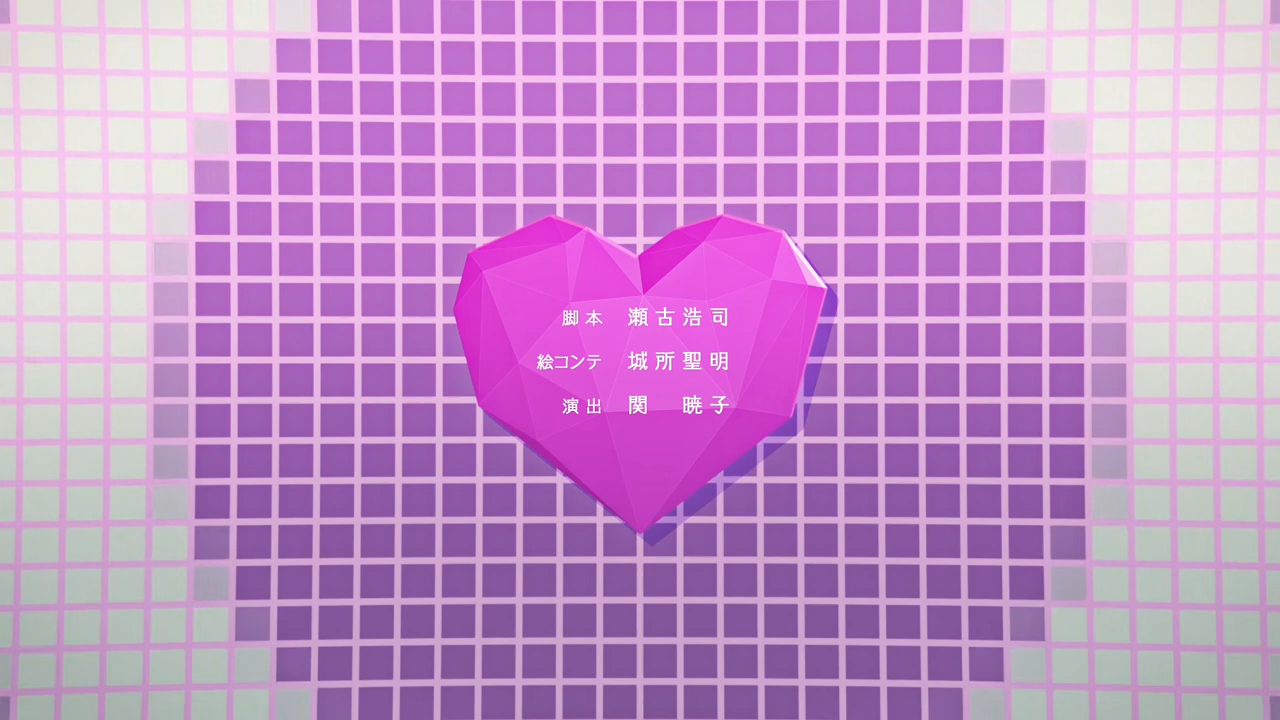 脚本 瀬古浩司
絵コンテ 城所聖明
演出 関 暁子